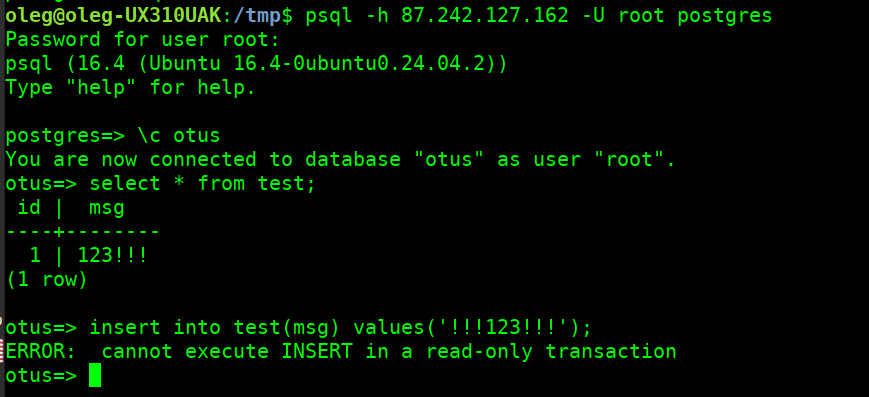 oleg@oleg-UX310UAK:/tmp$ psql -h 87.242.127.162 -U root postgres
Password for user root:
psql (16.4 (Ubuntu 16.4-0ubuntu0.24.04.2))
Type "help" for help.
postgres=> \c otus
You are now connected to database "otus" as user "root".
otus=> select * from test;
 id |  msg
----+--------
  1 | 123!!!
(1 row)
otus=> insert into test(msg) values('!!!123!!!');
ERROR:  cannot execute INSERT in a read-only transaction
otus=>